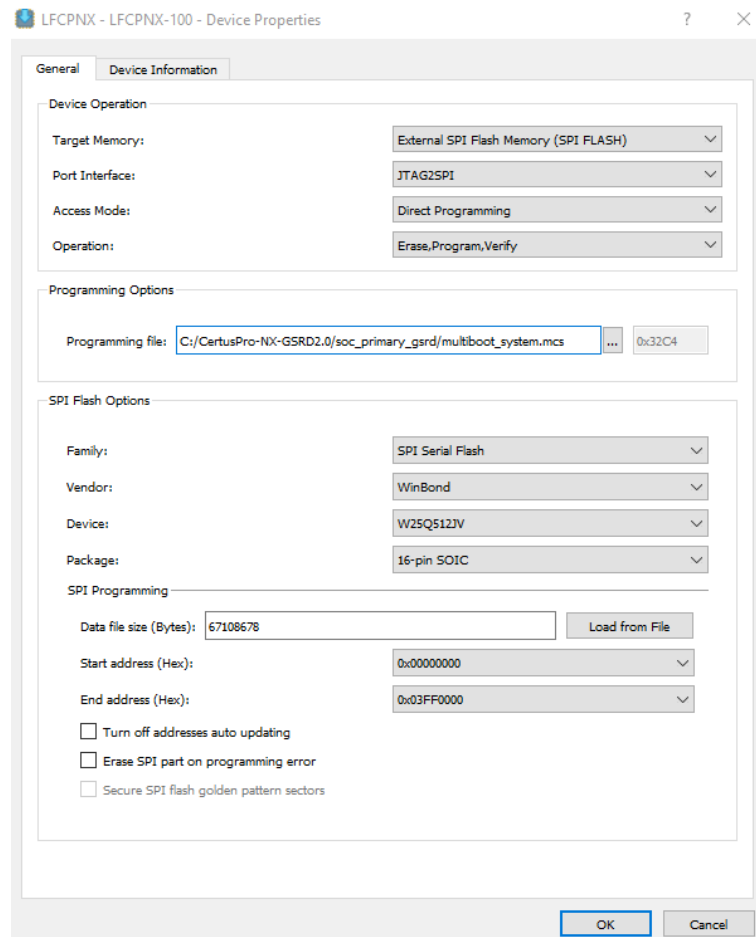 LFCPNX - LFCPNX-100 - Device Properties ?
General Device Information
Device Operation
Target Memory: External SPI Flash Memory (SPI FLASH)
Port Interface: JTAG2SPI
Access Mode: Direct Programming
Operation: Erase,Program,Verify
Programming Options
Programming file: C:/CertusPro-NX-GSRD2.0/soc_primary_gsrd/multiboot_system.mcs ... 0x32C4
SPI Flash Options
Family: SPI Serial Flash
Vendor: WinBond
Device: W25Q512JV
Package: 16-pin SOIC
SPI Programming
Data file size (Bytes): 67108678 Load from File
Start address (Hex): 0x00000000
End address (Hex): 0x03FF0000
Turn off addresses auto updating
Erase SPI part on programming error
Secure SPI flash golden pattern sectors
OK Cancel